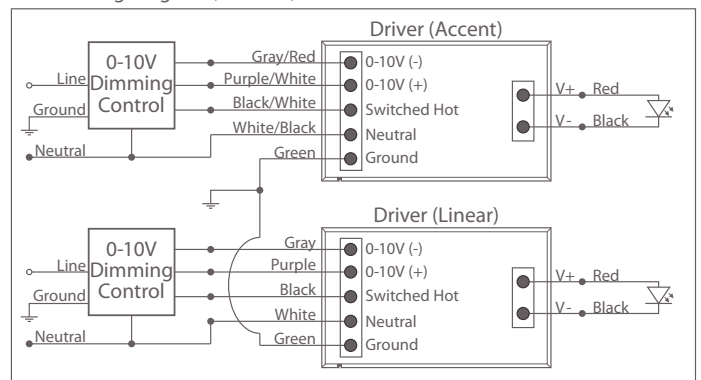 Driver (Accent)
0-10V
Dimming
Control
Line
Ground
Neutral
Gray/Red
Purple/White
Black/White
White/Black
Green
0-10V (-)
0-10V (+)
Switched Hot
Neutral
Ground
V+ Red
V- Black
Driver (Linear)
0-10V
Dimming
Control
Line
Ground
Neutral
Gray
Purple
Black
White
Green
0-10V (-)
0-10V (+)
Switched Hot
Neutral
Ground
V+ Red
V- Black